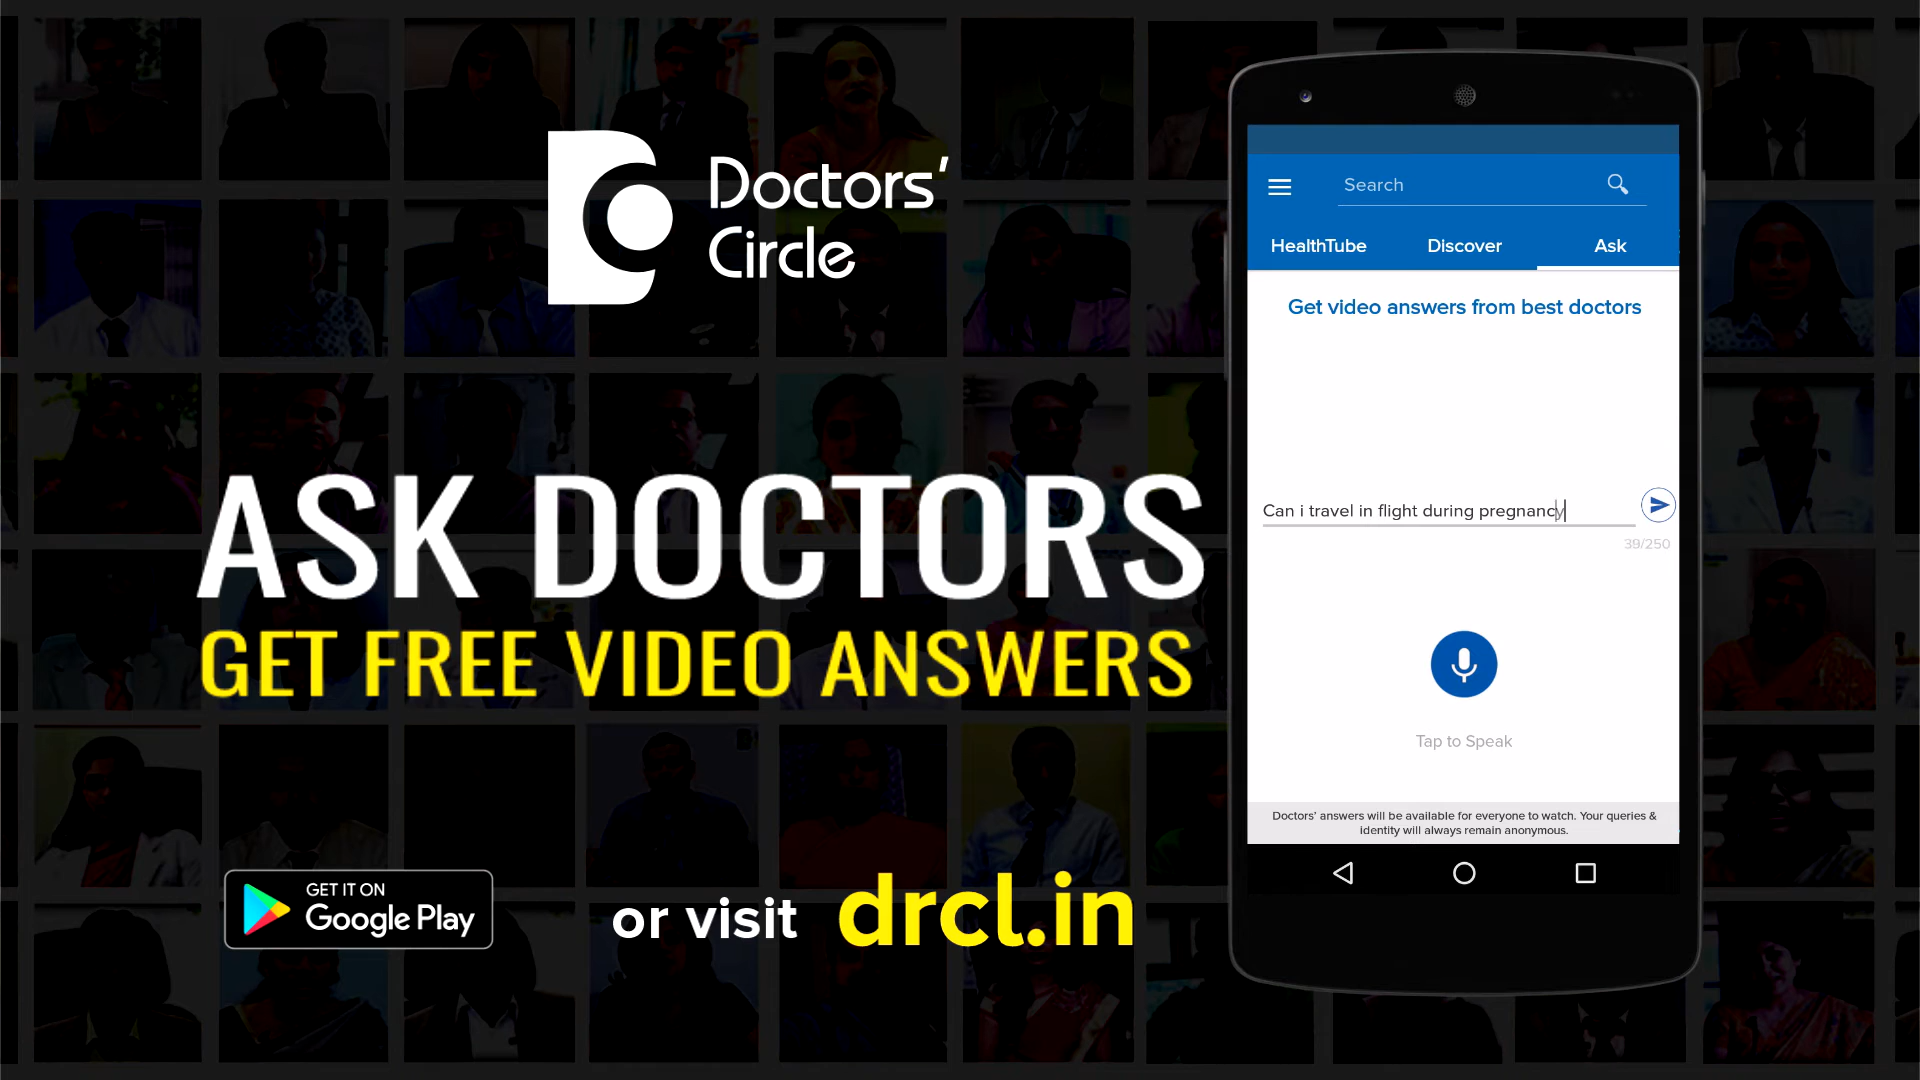 Doctors'
Circle
ASK DOCTORS
GET FREE VIDEO ANSWERS
GET IT ON
Google Play
or visit drcl.in
Search
HealthTube Discover Ask
Get video answers from best doctors
Can i travel in flight during pregnancy
39/250
Tap to Speak
Doctors' answers will be available for everyone to watch. Your queries &
identity will always remain anonymous.